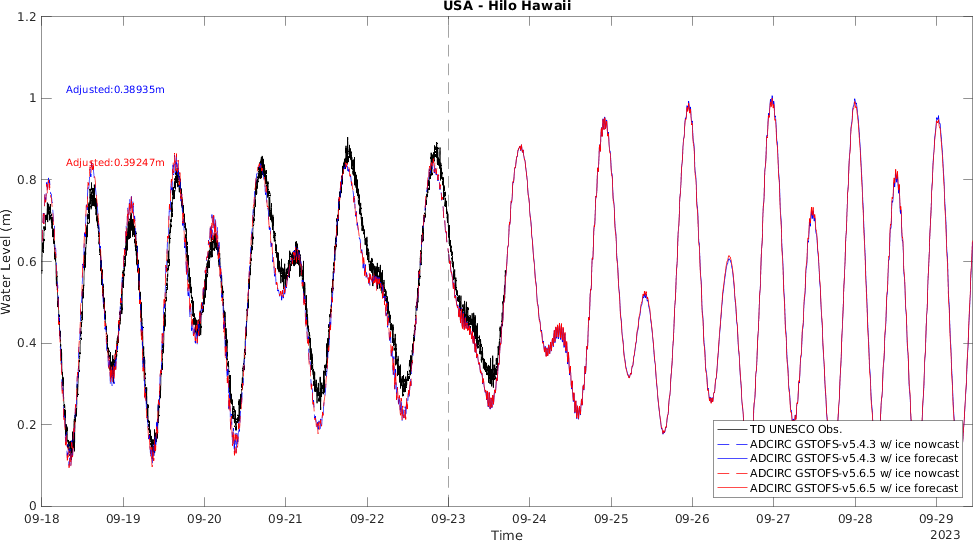 USA - Hilo Hawaii
1.2
1
0.8
0.6
0.4
0.2
0
Water Level (m)
Adjusted:0.38935m
Adjusted:0.39247m
TD UNESCO Obs.
ADCIRC GSTOFS-v5.4.3 w/ ice nowcast
ADCIRC GSTOFS-v5.4.3 w/ ice forecast
ADCIRC GSTOFS-v5.6.5 w/ ice nowcast
ADCIRC GSTOFS-v5.6.5 w/ ice forecast
09-18 09-19 09-20 09-21 09-22 09-23 09-24 09-25 09-26 09-27 09-28 09-29
Time
2023